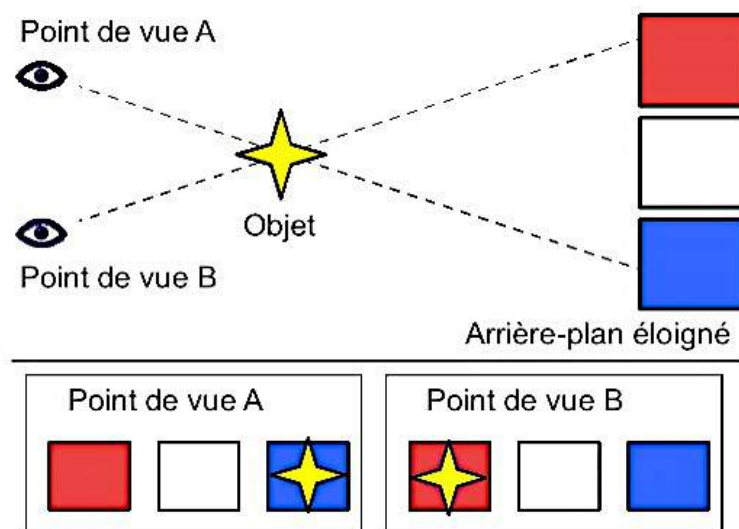 Point de vue A
Objet
Point de vue B
Arrière-plan éloigné
Point de vue A
Point de vue B